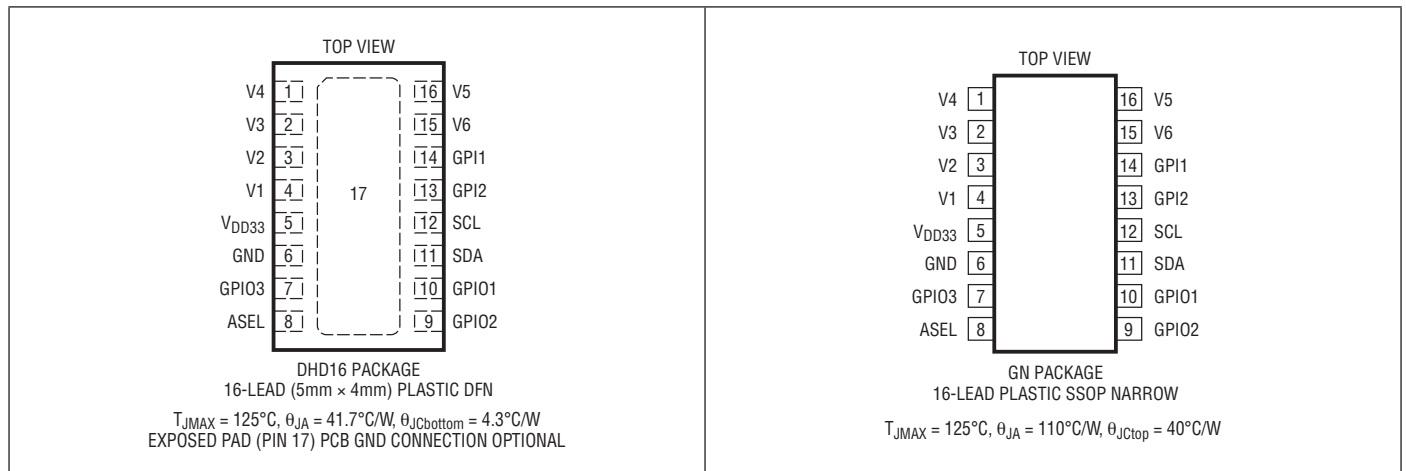 TOP VIEW
V4 1 16 V5
V3 2 15 V6
V2 3 14 GPI1
V1 4 17 13 GPI2
VDD33 5 12 SCL
GND 6 11 SDA
GPIO3 7 10 GPIO1
ASEL 8 9 GPIO2
DHD16 PACKAGE
16-LEAD (5mm × 4mm) PLASTIC DFN
TJMAX = 125°C, θJA = 41.7°C/W, θJCbottom = 4.3°C/W
EXPOSED PAD (PIN 17) PCB GND CONNECTION OPTIONAL
TOP VIEW
V4 1 16 V5
V3 2 15 V6
V2 3 14 GPI1
V1 4 13 GPI2
VDD33 5 12 SCL
GND 6 11 SDA
GPIO3 7 10 GPIO1
ASEL 8 9 GPIO2
GN PACKAGE
16-LEAD PLASTIC SSOP NARROW
TJMAX = 125°C, θJA = 110°C/W, θJCtop = 40°C/W